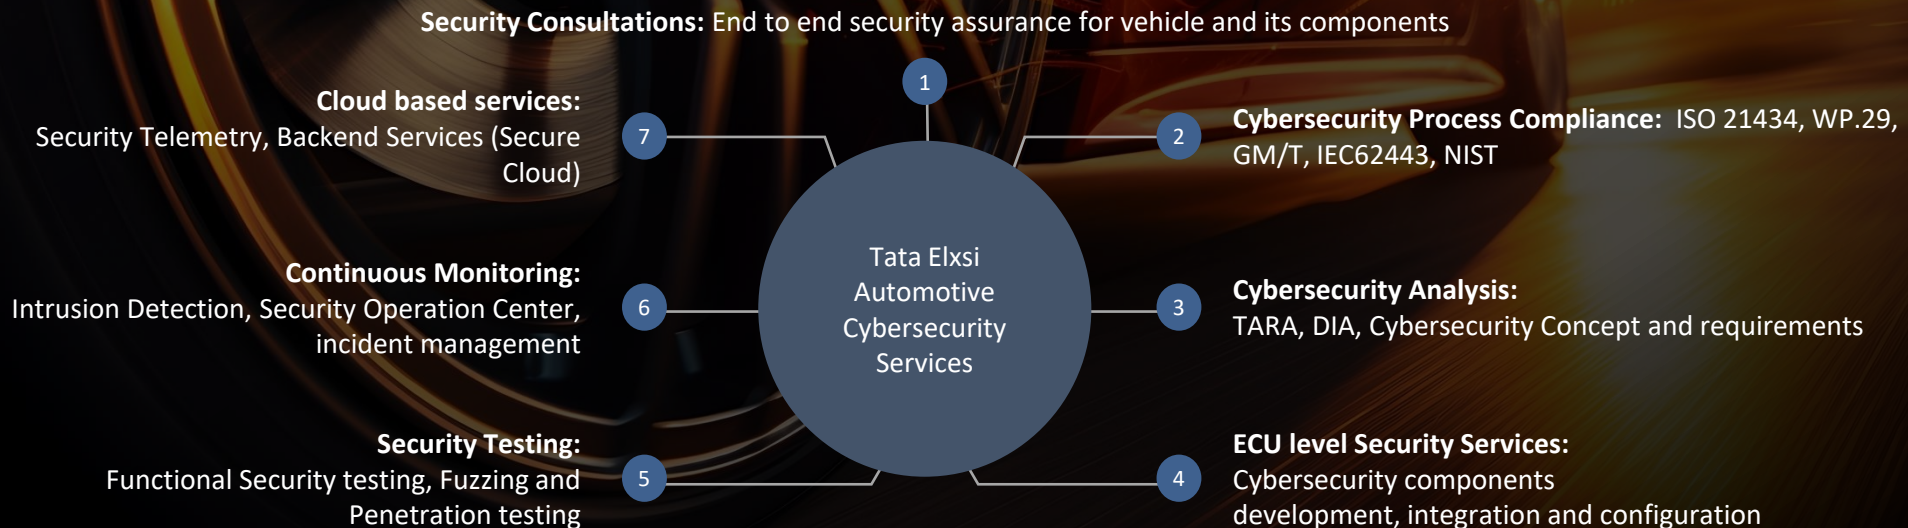 Security Consultations: End to end security assurance for vehicle and its components
1
Cybersecurity Process Compliance: ISO 21434, WP.29,
GM/T, IEC62443, NIST
2
Cybersecurity Analysis:
TARA, DIA, Cybersecurity Concept and requirements
3
ECU level Security Services:
Cybersecurity components
development, integration and configuration
4
Security Testing:
Functional Security testing, Fuzzing and
Penetration testing
5
Continuous Monitoring:
Intrusion Detection, Security Operation Center,
incident management
6
Cloud based services:
Security Telemetry, Backend Services (Secure
Cloud)
7
Tata Elxsi
Automotive
Cybersecurity
Services